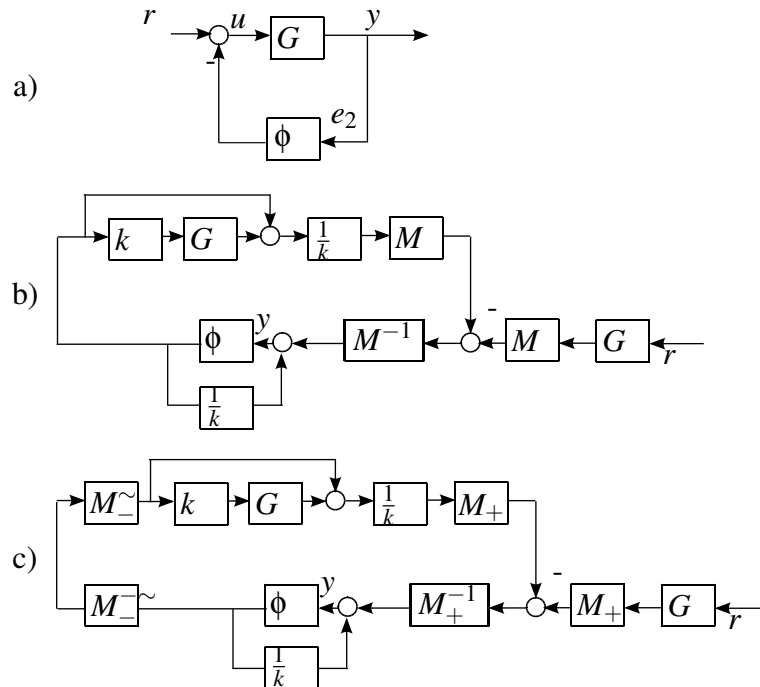 r u G y
-
a)
e₂
ϕ
k G 1/k M
b)
-
y
ϕ M⁻¹ M G
r
1/k
M₋^∼ k G 1/k M₊
c)
-
y
M₋^−∼ ϕ M₊⁻¹ M₊ G
r
1/k